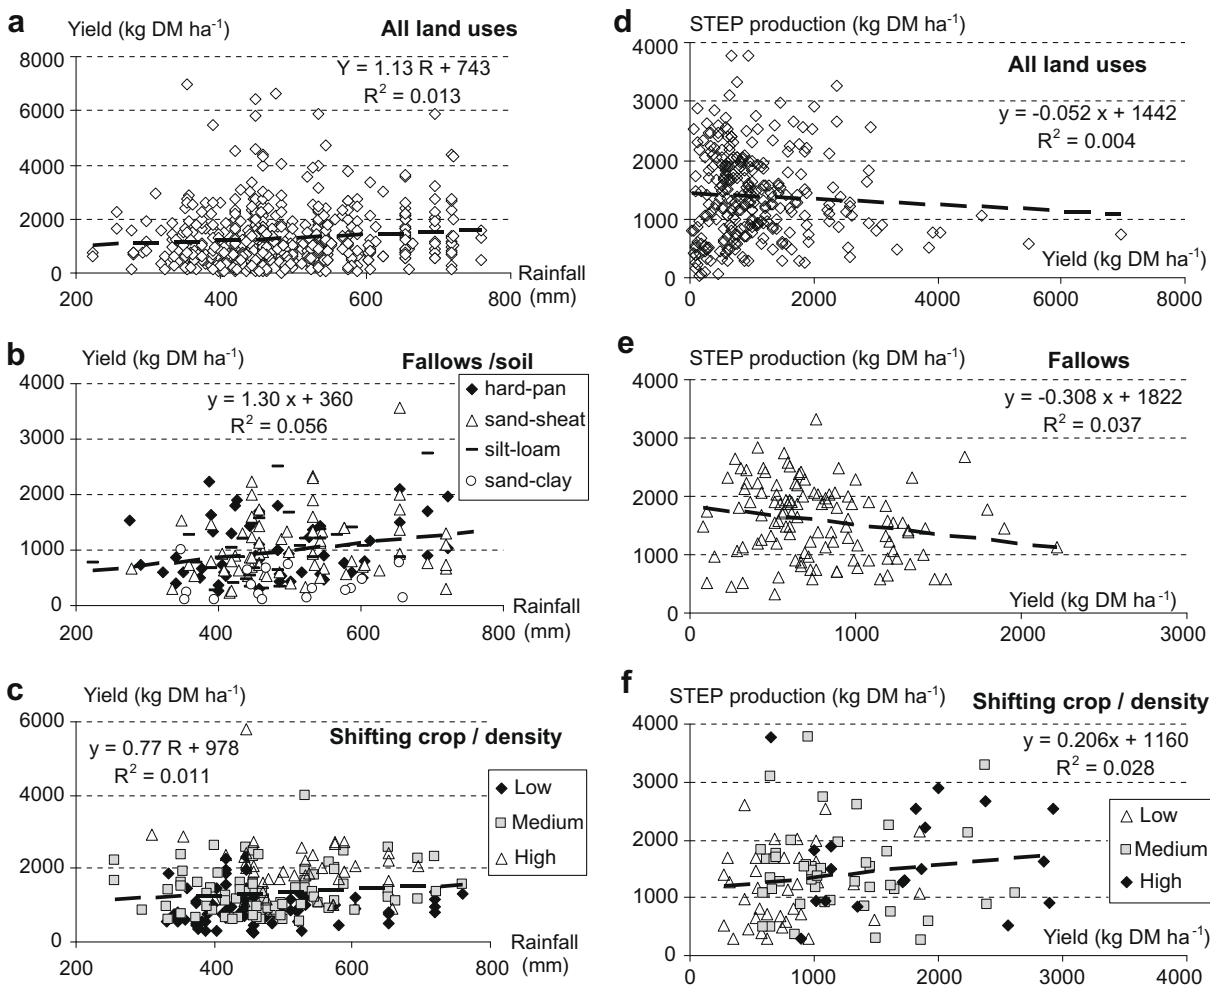 a
Yield (kg DM ha-1)
All land uses
8000
Y = 1.13 R + 743
R2 = 0.013
6000
4000
2000
0
Rainfall
200
400
600
800
(mm)
b
Yield (kg DM ha-1)
Fallows /soil
4000
y = 1.30 x + 360
R2 = 0.056
hard-pan
sand-sheat
silt-loam
sand-clay
3000
2000
1000
0
Rainfall
200
400
600
800
(mm)
c
Yield (kg DM ha-1)
6000
Shifting crop / density
y = 0.77 R + 978
R2 = 0.011
Low
Medium
High
4000
2000
0
Rainfall
200
400
600
800
(mm)
d
STEP production (kg DM ha-1)
4000
All land uses
3000
y = -0.052 x + 1442
R2 = 0.004
2000
1000
0
Yield (kg DM ha-1)
0
2000
4000
6000
8000
e
STEP production (kg DM ha-1)
Fallows
4000
y = -0.308 x + 1822
R2 = 0.037
3000
2000
1000
0
Yield (kg DM ha-1)
0
1000
2000
3000
f
STEP production (kg DM ha-1)
Shifting crop / density
4000
y = 0.206x + 1160
R2 = 0.028
3000
Low
Medium
High
2000
1000
0
Yield (kg DM ha-1)
0
1000
2000
3000
4000